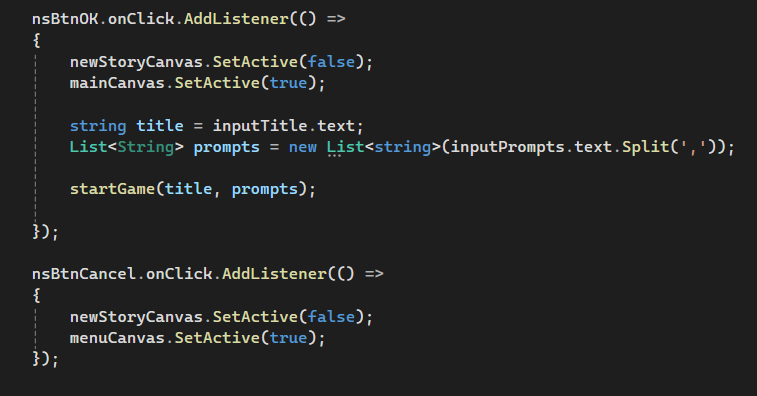 nsBtnOK.onClick.AddListener(() =>
{
newStoryCanvas.SetActive(false);
mainCanvas.SetActive(true);
string title = inputTitle.text;
List<String> prompts = new List<string>(inputPrompts.text.Split(','));
startGame(title, prompts);
});
nsBtnCancel.onClick.AddListener(() =>
{
newStoryCanvas.SetActive(false);
menuCanvas.SetActive(true);
});